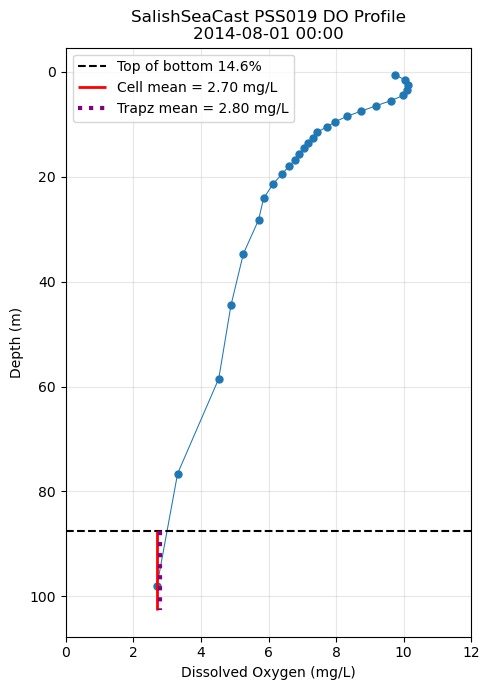 SalishSeaCast PSS019 DO Profile
2014-08-01 00:00
Top of bottom 14.6%
Cell mean = 2.70 mg/L
Trapz mean = 2.80 mg/L
0
20
40
60
80
100
Depth (m)
0 2 4 6 8 10 12
Dissolved Oxygen (mg/L)